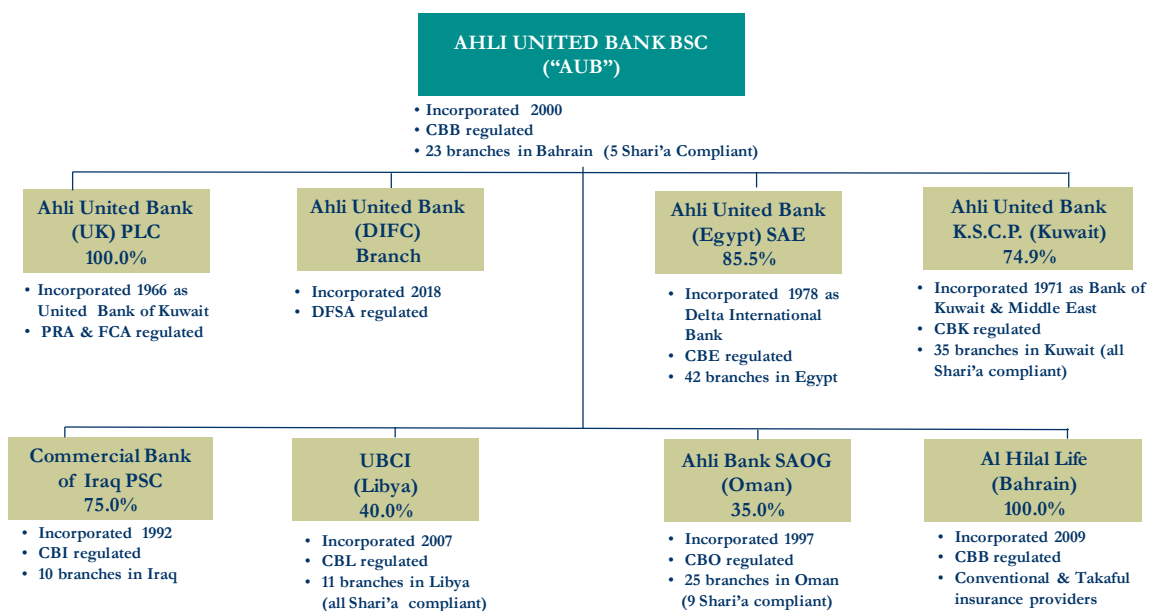 AHLI UNITED BANK BSC
(“AUB”)
• Incorporated 2000
• CBB regulated
• 23 branches in Bahrain (5 Shari'a Compliant)
Ahli United Bank
(UK) PLC
100.0%
• Incorporated 1966 as
United Bank of Kuwait
• PRA & FCA regulated
Ahli United Bank
(DIFC)
Branch
• Incorporated 2018
• DFSA regulated
Ahli United Bank
(Egypt) SAE
85.5%
• Incorporated 1978 as
Delta International
Bank
• CBE regulated
• 42 branches in Egypt
Ahli United Bank
K.S.C.P. (Kuwait)
74.9%
• Incorporated 1971 as Bank of
Kuwait & Middle East
• CBK regulated
• 35 branches in Kuwait (all
Shari'a compliant)
Commercial Bank
of Iraq PSC
75.0%
• Incorporated 1992
• CBI regulated
• 10 branches in Iraq
UBCI
(Libya)
40.0%
• Incorporated 2007
• CBL regulated
• 11 branches in Libya
(all Shari'a compliant)
Ahli Bank SAOG
(Oman)
35.0%
• Incorporated 1997
• CBO regulated
• 25 branches in Oman
(9 Shari'a compliant)
Al Hilal Life
(Bahrain)
100.0%
• Incorporated 2009
• CBB regulated
• Conventional & Takaful
insurance providers